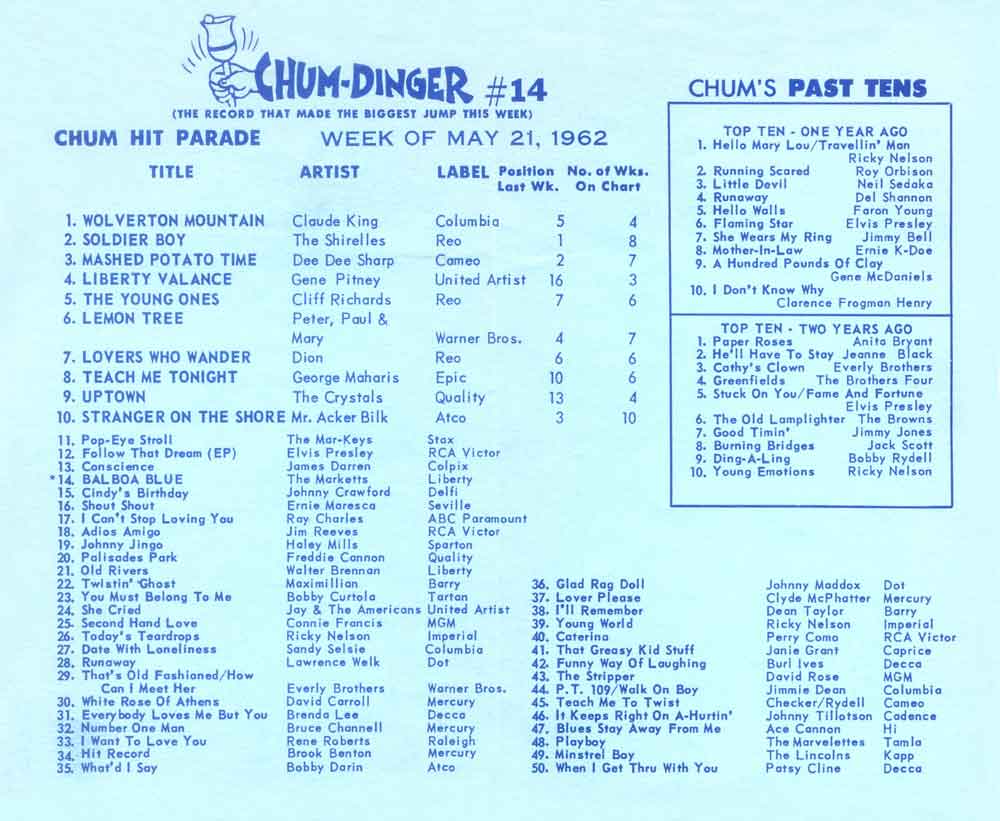 CHUM-DINGER #14
(THE RECORD THAT MADE THE BIGGEST JUMP THIS WEEK)
CHUM HIT PARADE WEEK OF MAY 21, 1962
TITLE ARTIST LABEL Position No. of Wks.
Last Wk. On Chart
1. WOLVERTON MOUNTAIN Claude King Columbia 5 4
2. SOLDIER BOY The Shirelles Reo 1 8
3. MASHED POTATO TIME Dee Dee Sharp Cameo 2 7
4. LIBERTY VALANCE Gene Pitney United Artist 16 3
5. THE YOUNG ONES Cliff Richards Reo 7 6
6. LEMON TREE Peter, Paul &
Mary Warner Bros. 4 7
7. LOVERS WHO WANDER Dion Reo 6 6
8. TEACH ME TONIGHT George Maharis Epic 10 6
9. UPTOWN The Crystals Quality 13 4
10. STRANGER ON THE SHORE Mr. Acker Bilk Atco 3 10
11. Pop-Eye Stroll The Mar-Keys Stax
12. Follow That Dream (EP) Elvis Presley RCA Victor
13. Conscience James Darren Colpix
*14. BALBOA BLUE The Marketts Liberty
15. Cindy's Birthday Johnny Crawford Delfi
16. Shout Shout Ernie Maresca Seville
17. I Can't Stop Loving You Ray Charles ABC Paramount
18. Adios Amigo Jim Reeves RCA Victor
19. Johnny Jingo Haley Mills Sparton
20. Palisades Park Freddie Cannon Quality
21. Old Rivers Walter Brennan Liberty
22. Twistin' Ghost Maximillian Barry
23. You Must Belong To Me Bobby Curtola Tartan
24. She Cried Jay & The Americans United Artist
25. Second Hand Love Connie Francis MGM
26. Today's Teardrops Ricky Nelson Imperial
27. Date With Loneliness Sandy Selsie Columbia
28. Runaway Lawrence Welk Dot
29. That's Old Fashioned/How
Can I Meet Her Everly Brothers Warner Bros.
30. White Rose Of Athens David Carroll Mercury
31. Everybody Loves Me But You Brenda Lee Decca
32. Number One Man Bruce Channell Mercury
33. I Want To Love You Rene Roberts Raleigh
34. Hit Record Brook Benton Mercury
35. What'd I Say Bobby Darin Atco
36. Glad Rag Doll Johnny Maddox Dot
37. Lover Please Clyde McPhatter Mercury
38. I'll Remember Dean Taylor Barry
39. Young World Ricky Nelson Imperial
40. Caterina Perry Como RCA Victor
41. That Greasy Kid Stuff Janie Grant Caprice
42. Funny Way Of Laughing Burl Ives Decca
43. The Stripper David Rose MGM
44. P.T. 109/Walk On Boy Jimmie Dean Columbia
45. Teach Me To Twist Checker/Rydell Cameo
46. It Keeps Right On A-Hurtin' Johnny Tillotson Cadence
47. Blues Stay Away From Me Ace Cannon Hi
48. Playboy The Marvelettes Tamla
49. Minstrel Boy The Lincolns Kapp
50. When I Get Thru With You Patsy Cline Decca
CHUM'S PAST TENS
TOP TEN - ONE YEAR AGO
1. Hello Mary Lou/Travellin' Man
Ricky Nelson
2. Running Scared Roy Orbison
3. Little Devil Neil Sedaka
4. Runaway Del Shannon
5. Hello Walls Faron Young
6. Flaming Star Elvis Presley
7. She Wears My Ring Jimmy Bell
8. Mother-In-Law Ernie K-Doe
9. A Hundred Pounds Of Clay
Gene McDaniels
10. I Don't Know Why
Clarence Frogman Henry
TOP TEN - TWO YEARS AGO
1. Paper Roses Anita Bryant
2. He'll Have To Stay Jeanne Black
3. Cathy's Clown Everly Brothers
4. Greenfields The Brothers Four
5. Stuck On You/Fame And Fortune
Elvis Presley
6. The Old Lamplighter The Browns
7. Good Timin' Jimmy Jones
8. Burning Bridges Jack Scott
9. Ding-A-Ling Bobby Rydell
10. Young Emotions Ricky Nelson